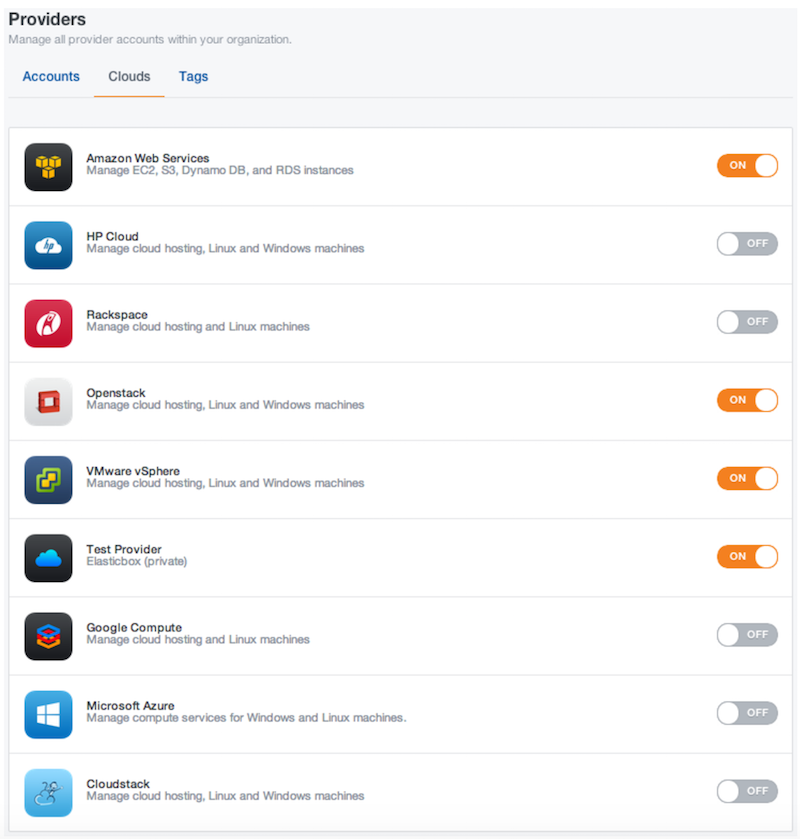 Providers
Manage all provider accounts within your organization.
Accounts Clouds Tags
Amazon Web Services
Manage EC2, S3, Dynamo DB, and RDS instances
ON
hp
HP Cloud
Manage cloud hosting, Linux and Windows machines
OFF
Rackspace
Manage cloud hosting and Linux machines
OFF
Openstack
Manage cloud hosting, Linux and Windows machines
ON
VMware vSphere
Manage cloud hosting, Linux and Windows machines
ON
Test Provider
Elasticbox (private)
ON
Google Compute
Manage cloud hosting and Linux machines
OFF
Microsoft Azure
Manage compute services for Windows and Linux machines.
OFF
Cloudstack
Manage cloud hosting, Linux and Windows machines
OFF